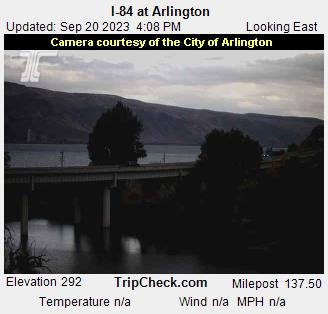 I-84 at Arlington
Updated: Sep 20 2023 4:08 PM Looking East
Camera courtesy of the City of Arlington
Elevation 292 TripCheck.com Milepost 137.50
Temperature n/a Wind n/a MPH n/a